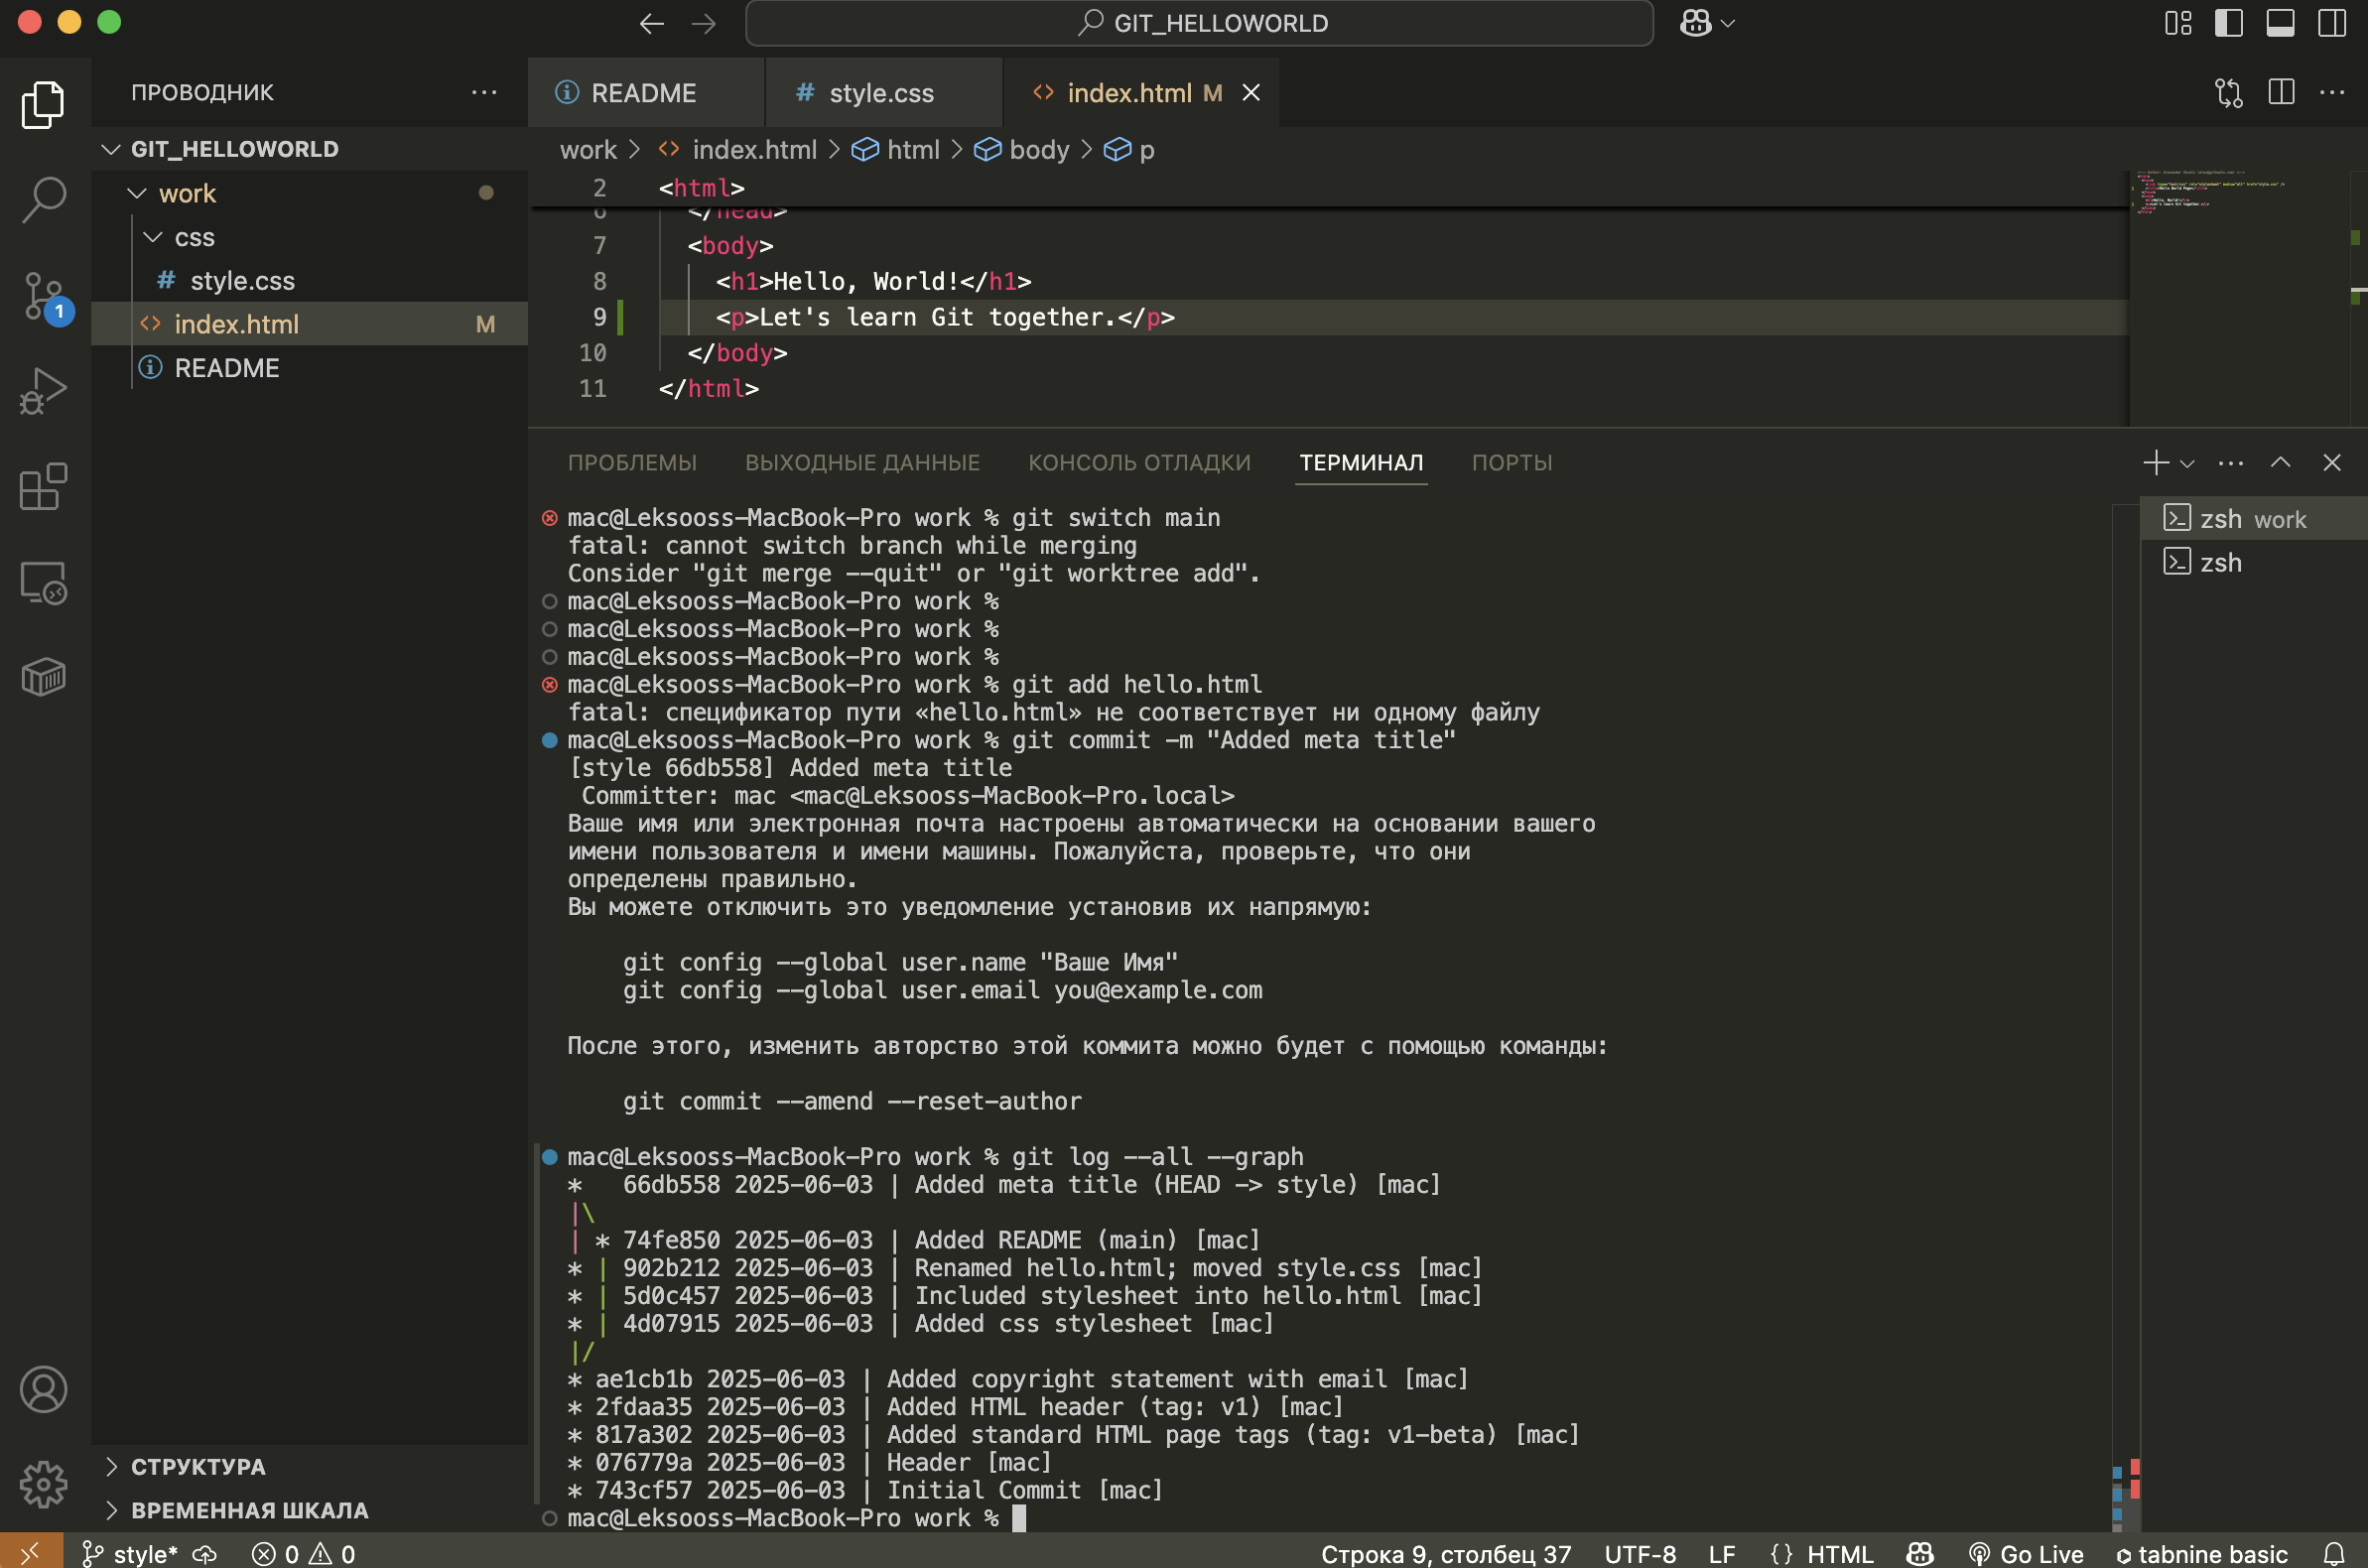 GIT_HELLOWORLD
ПРОВОДНИК
README
style.css
index.html M
GIT_HELLOWORLD
work
css
style.css
index.html M
README
1
work > index.html > html > body > p
2 <html>
6 </head>
7 <body>
8 <h1>Hello, World!</h1>
9 <p>Let's learn Git together.</p>
10 </body>
11 </html>
ПРОБЛЕМЫ ВЫХОДНЫЕ ДАННЫЕ КОНСОЛЬ ОТЛАДКИ ТЕРМИНАЛ ПОРТЫ
zsh work
zsh
mac@Leksooss-MacBook-Pro work % git switch main
fatal: cannot switch branch while merging
Consider "git merge --quit" or "git worktree add".
mac@Leksooss-MacBook-Pro work %
mac@Leksooss-MacBook-Pro work %
mac@Leksooss-MacBook-Pro work %
mac@Leksooss-MacBook-Pro work % git add hello.html
fatal: спецификатор пути «hello.html» не соответствует ни одному файлу
mac@Leksooss-MacBook-Pro work % git commit -m "Added meta title"
[style 66db558] Added meta title
Committer: mac <mac@Leksooss-MacBook-Pro.local>
Ваше имя или электронная почта настроены автоматически на основании вашего
имени пользователя и имени машины. Пожалуйста, проверьте, что они
определены правильно.
Вы можете отключить это уведомление установив их напрямую:
git config --global user.name "Ваше Имя"
git config --global user.email you@example.com
После этого, изменить авторство этой коммита можно будет с помощью команды:
git commit --amend --reset-author
mac@Leksooss-MacBook-Pro work % git log --all --graph
*   66db558 2025-06-03 | Added meta title (HEAD -> style) [mac]
|\
| * 74fe850 2025-06-03 | Added README (main) [mac]
* | 902b212 2025-06-03 | Renamed hello.html; moved style.css [mac]
* | 5d0c457 2025-06-03 | Included stylesheet into hello.html [mac]
* | 4d07915 2025-06-03 | Added css stylesheet [mac]
|/
* ae1cb1b 2025-06-03 | Added copyright statement with email [mac]
* 2fdaa35 2025-06-03 | Added HTML header (tag: v1) [mac]
* 817a302 2025-06-03 | Added standard HTML page tags (tag: v1-beta) [mac]
* 076779a 2025-06-03 | Header [mac]
* 743cf57 2025-06-03 | Initial Commit [mac]
mac@Leksooss-MacBook-Pro work %
СТРУКТУРА
ВРЕМЕННАЯ ШКАЛА
style* 0 0 Строка 9, столбец 37 UTF-8 LF {} HTML Go Live tabnine basic